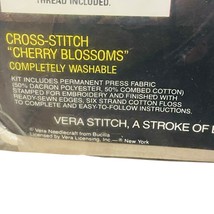 THREAD INCLUDED.
CROSS-STITCH
"CHERRY BLOSSOMS"
COMPLETELY WASHABLE
KIT INCLUDES PERMANENT PRESS FABRIC
(50% DACRON POLYESTER, 50% COMBED COTTON)
STAMPED FOR EMBROIDERY AND FINISHED WITH
READY-SEWN EDGES, SIX STRAND COTTON FLOSS
TO COMPLETE AND EASY-TO-FOLLOW INSTRUCTIONS.
VERA STITCH, A STROKE OF
© Vera Needlecraft from Bucilla
Licensed by Vera Licensing, Inc. — New York